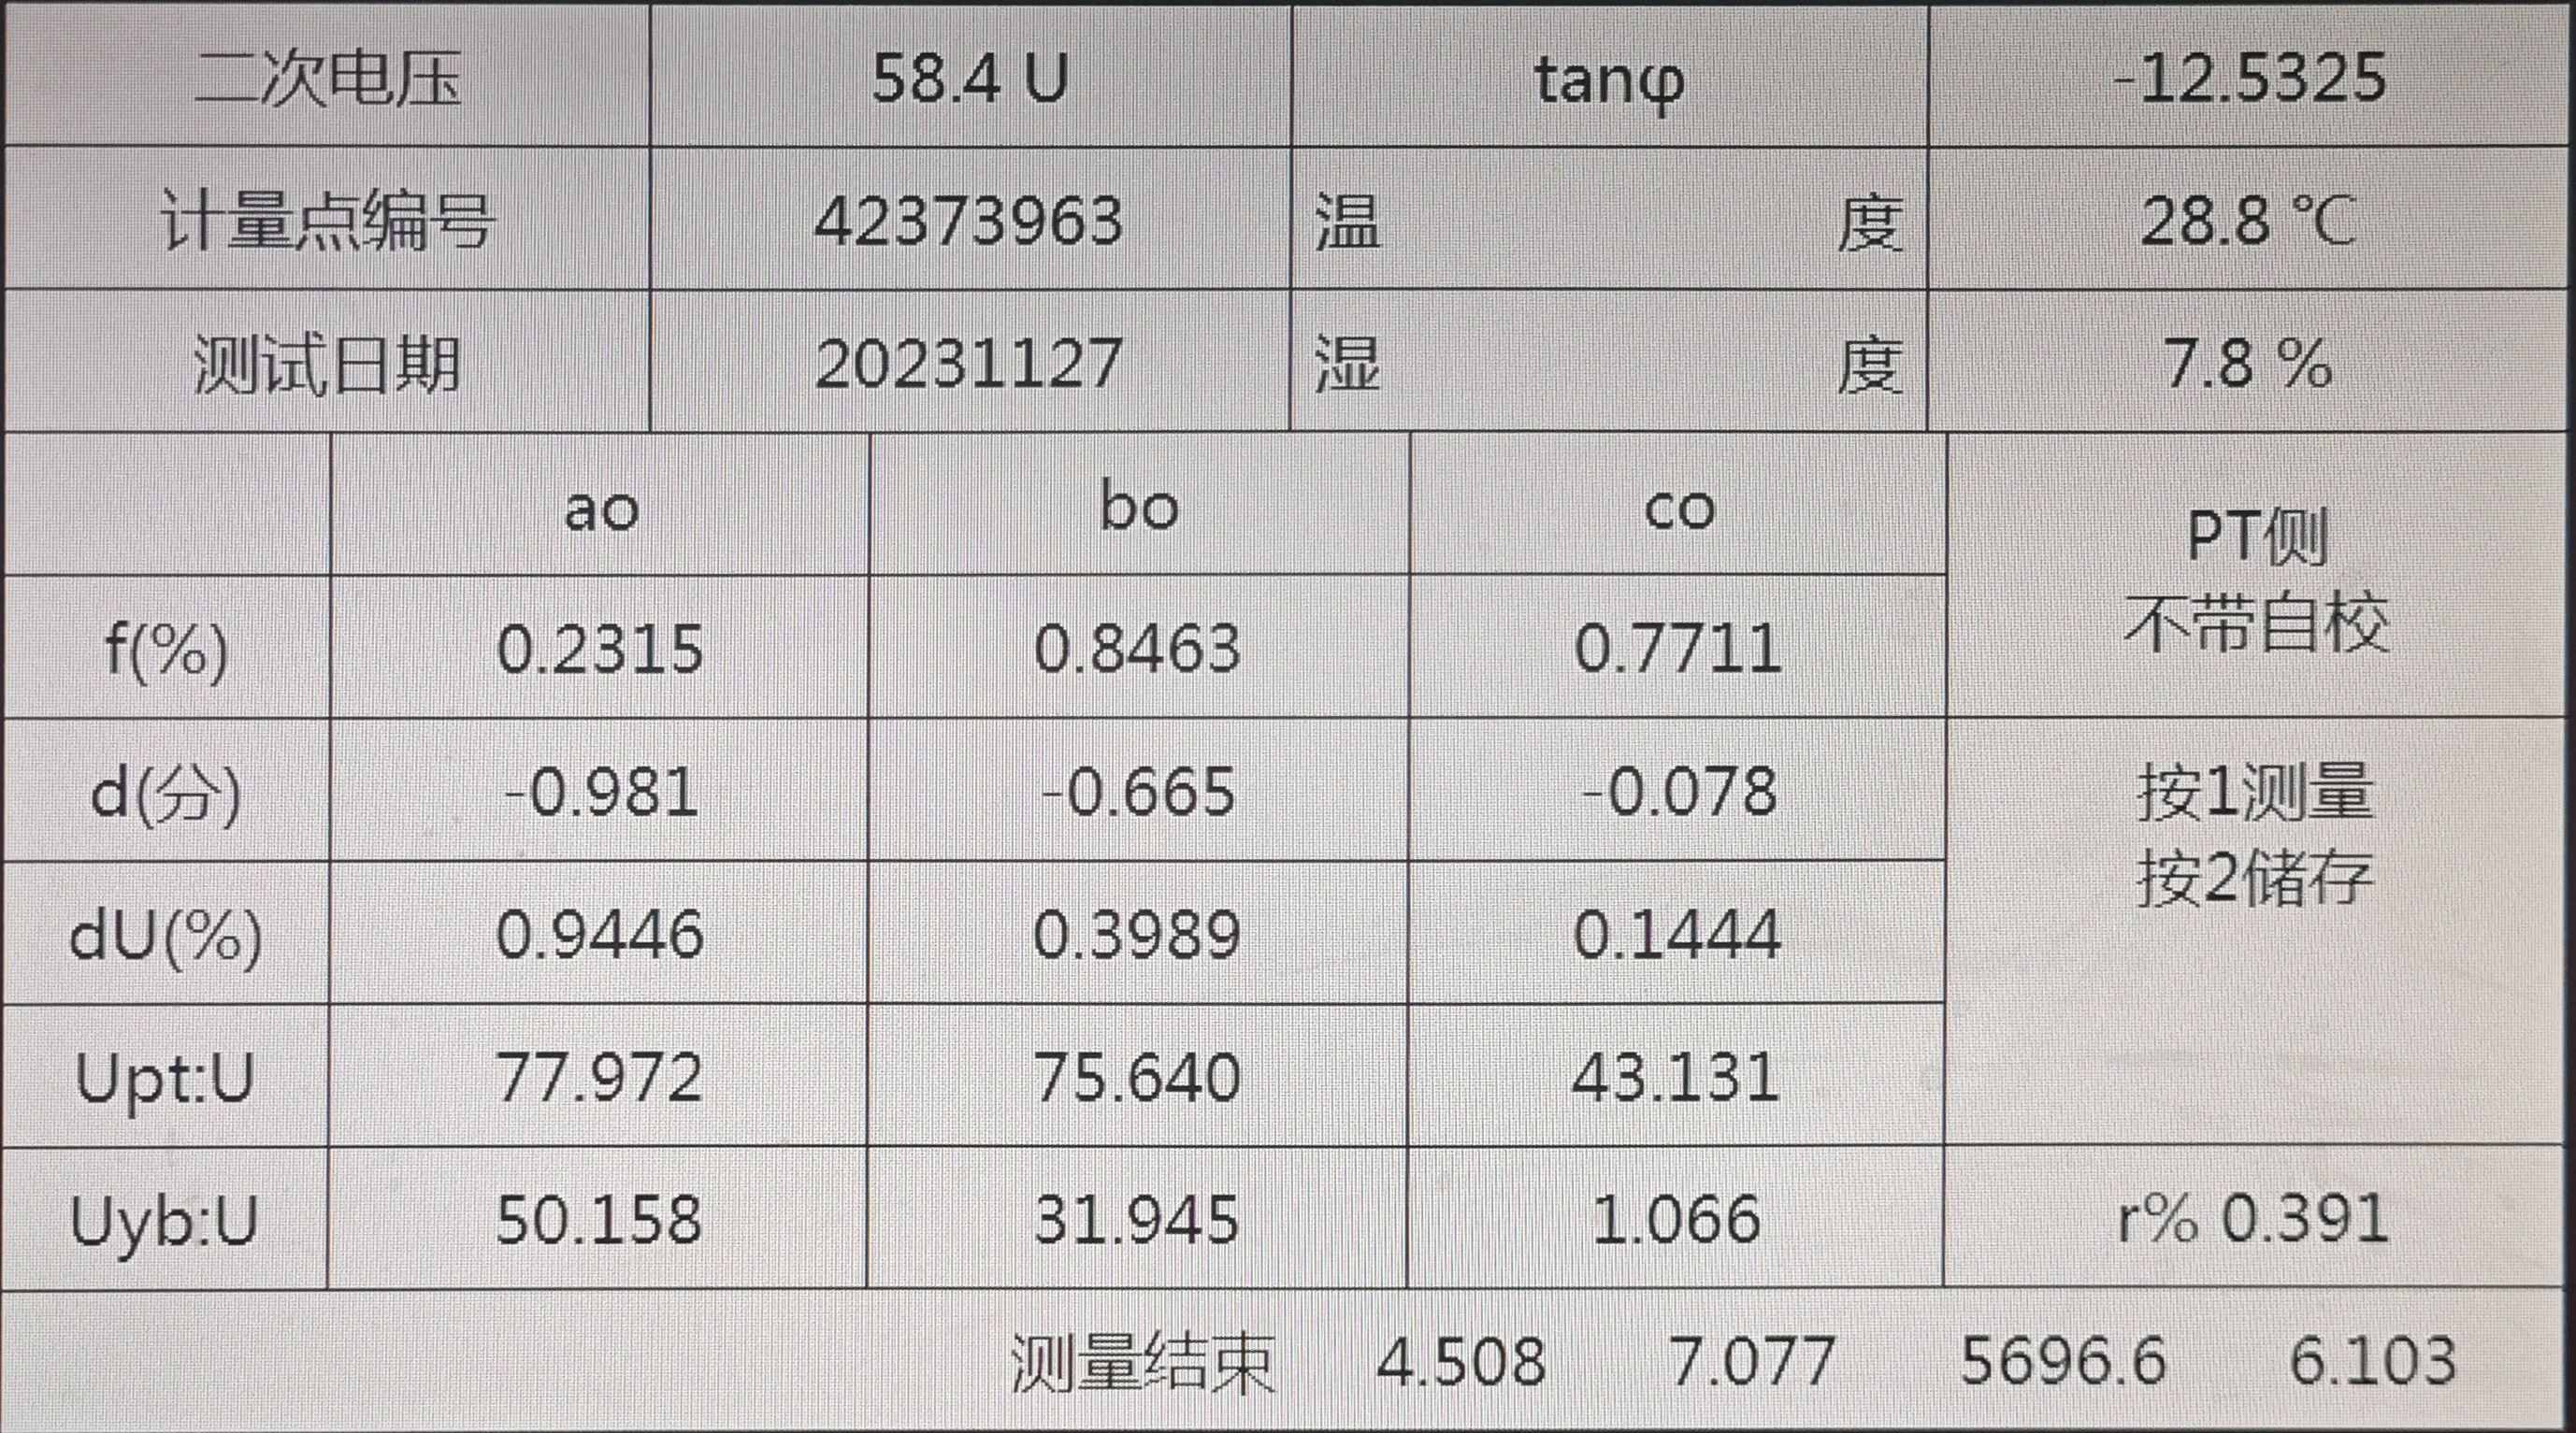 二次电压 58.4 U tanφ -12.5325
计量点编号 42373963 温 度 28.8 ℃
测试日期 20231127 湿 度 7.8 %
ao bo co PT侧
不带自校
f(%) 0.2315 0.8463 0.7711
d(分) -0.981 -0.665 -0.078 按1测量
按2储存
dU(%) 0.9446 0.3989 0.1444
Upt:U 77.972 75.640 43.131
Uyb:U 50.158 31.945 1.066 r% 0.391
测量结束 4.508 7.077 5696.6 6.103